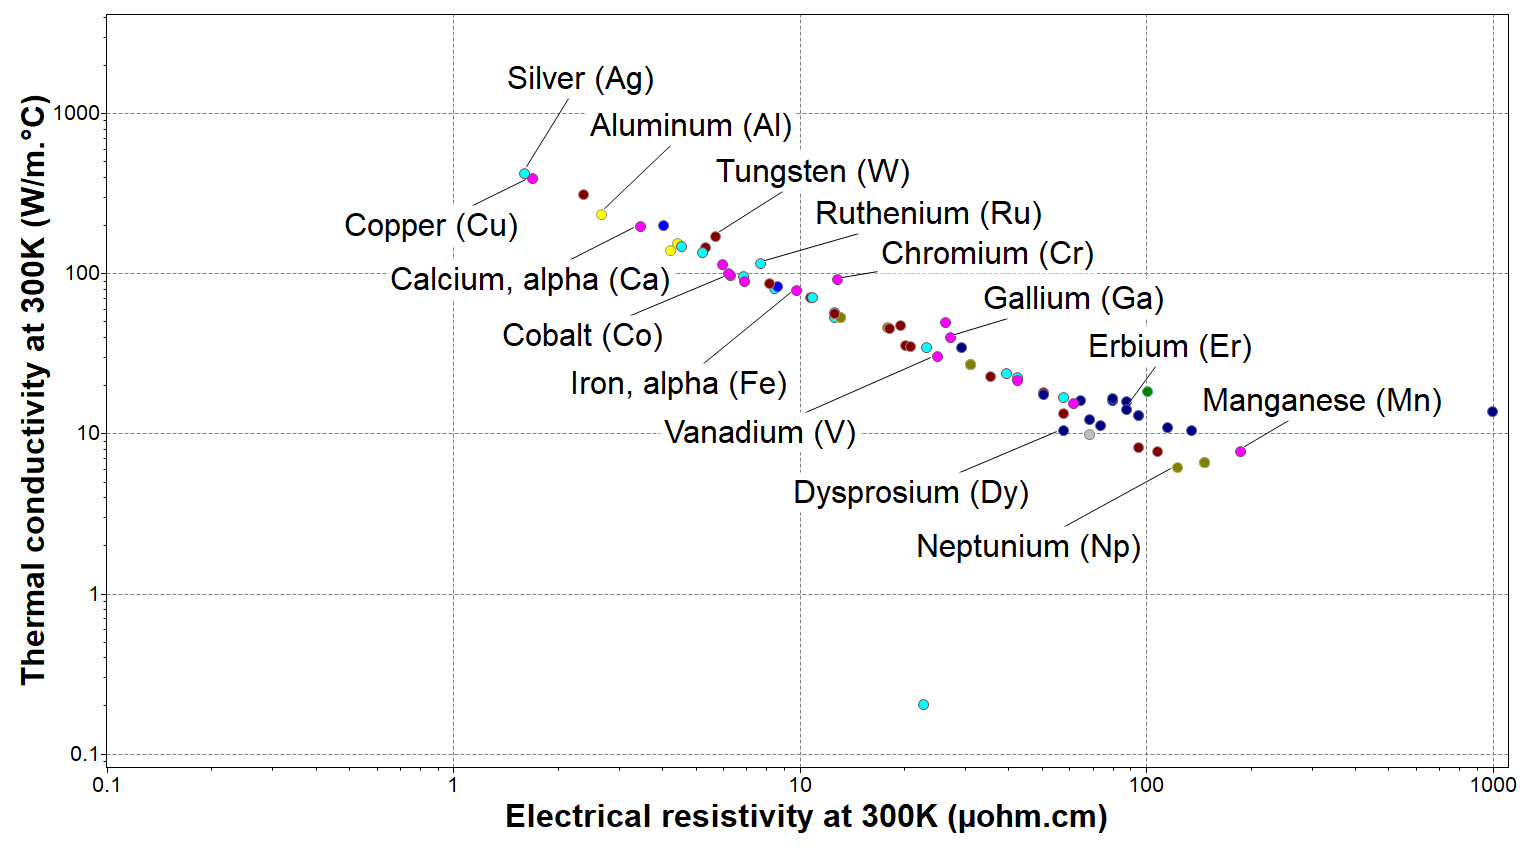 Silver (Ag)
Aluminum (Al)
Tungsten (W)
Ruthenium (Ru)
Copper (Cu)
Chromium (Cr)
Calcium, alpha (Ca)
Gallium (Ga)
Cobalt (Co)
Erbium (Er)
Iron, alpha (Fe)
Manganese (Mn)
Vanadium (V)
Dysprosium (Dy)
Neptunium (Np)
Thermal conductivity at 300K (W/m.°C)
1000
100
10
1
0.1
0.1
1
10
100
1000
Electrical resistivity at 300K (µohm.cm)